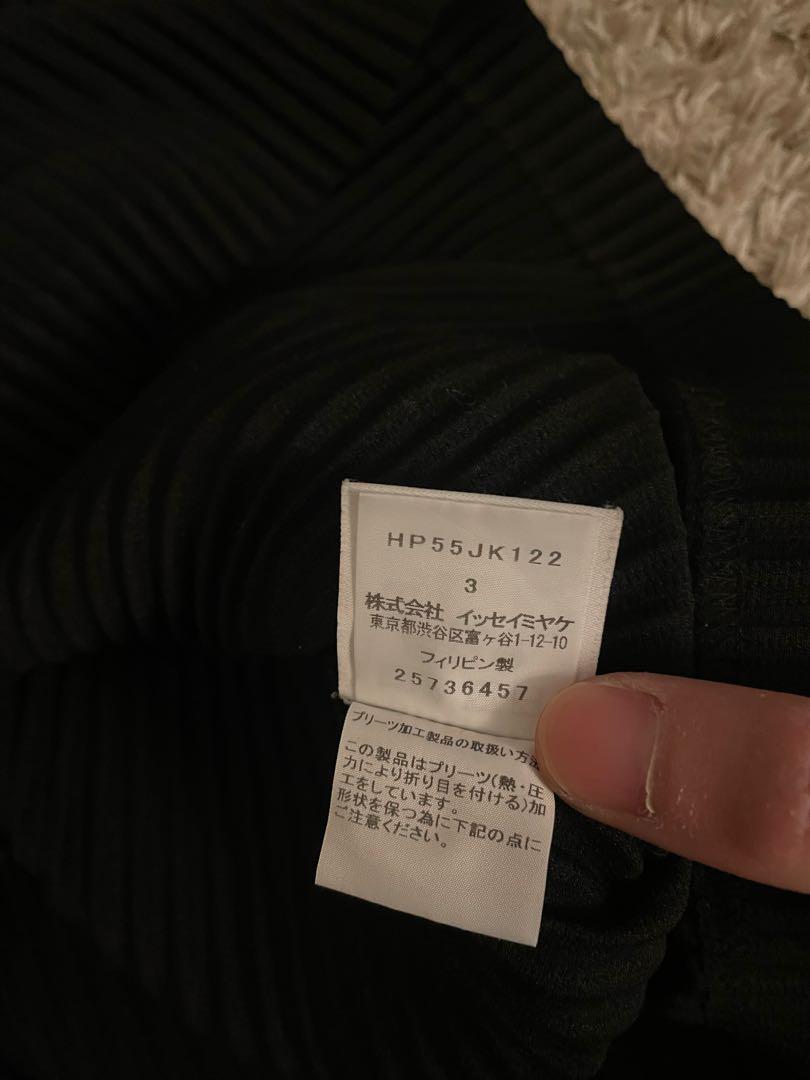 HP55JK122
3
株式会社 イッセイミヤケ
東京都渋谷区富ヶ谷1-12-10
フィリピン製
25736457
プリーツ加工製品の取扱い方法
この製品はプリーツ(熱・圧
力により折り目を付ける)加
工をしています。
形状を保つ為に下記の点に
ご注意ください。